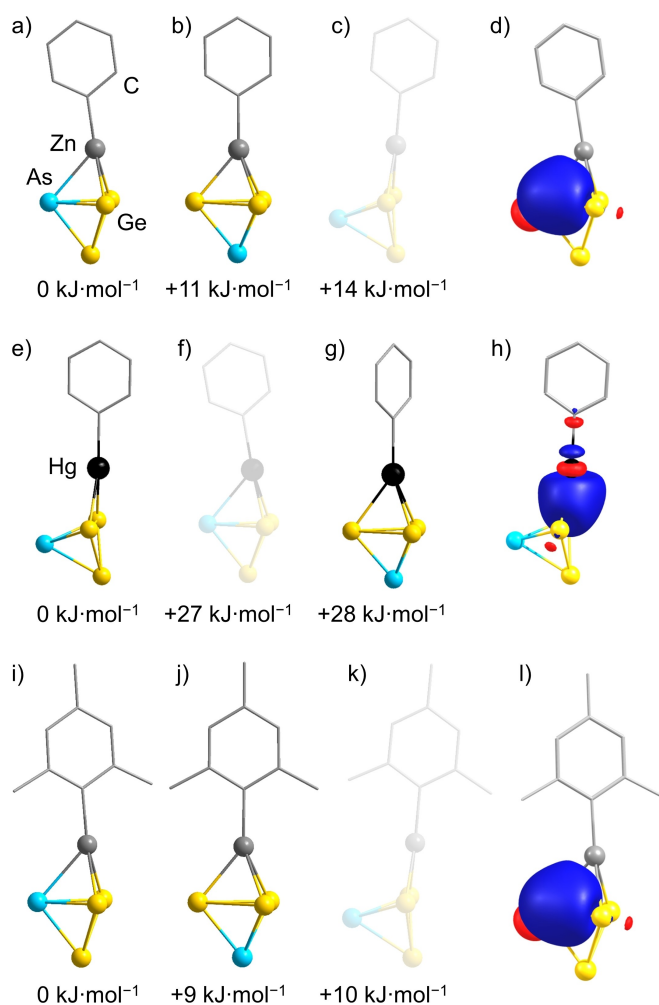 a) b) c) d)
C
Zn
As
Ge
0 kJ·mol⁻¹ +11 kJ·mol⁻¹ +14 kJ·mol⁻¹
e) f) g) h)
Hg
0 kJ·mol⁻¹ +27 kJ·mol⁻¹ +28 kJ·mol⁻¹
i) j) k) l)
0 kJ·mol⁻¹ +9 kJ·mol⁻¹ +10 kJ·mol⁻¹